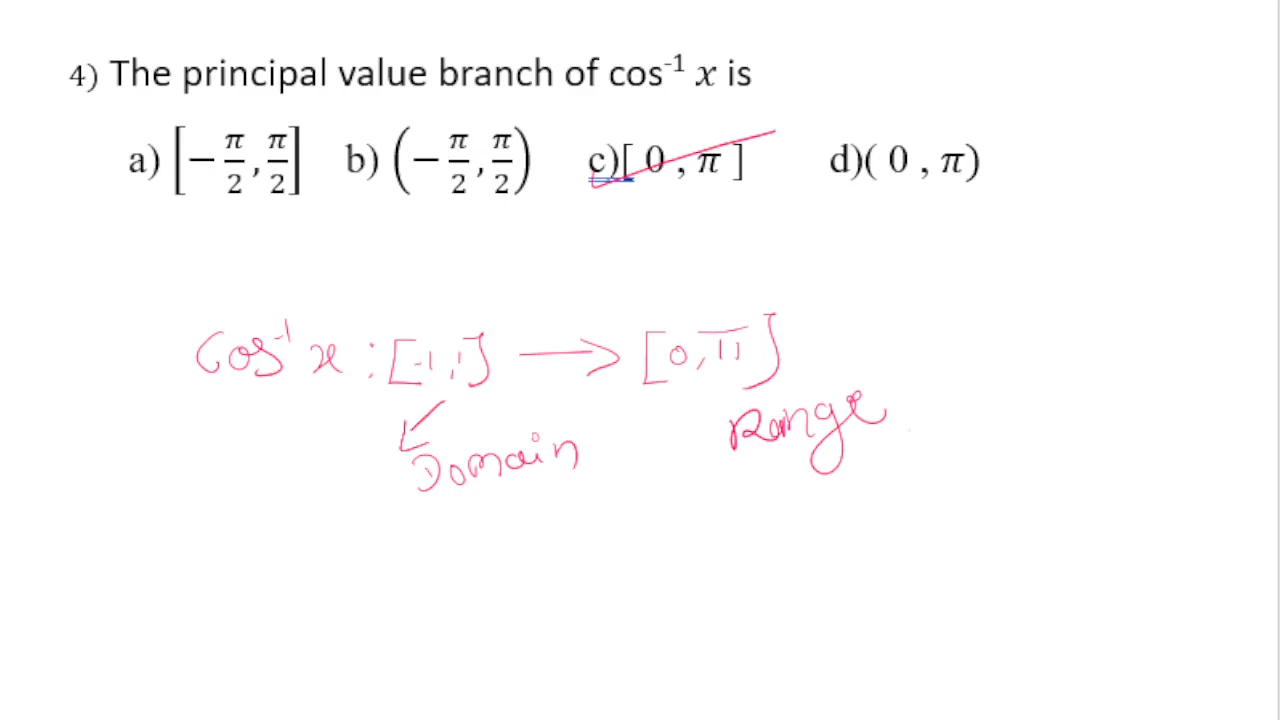 4) The principal value branch of cos⁻¹ x is
a) [−π/2, π/2] b) (−π/2, π/2) c)[ 0 , π ] d)( 0 , π)
Cos⁻¹ x : [-1,1] → [0,π]
Range
Domain